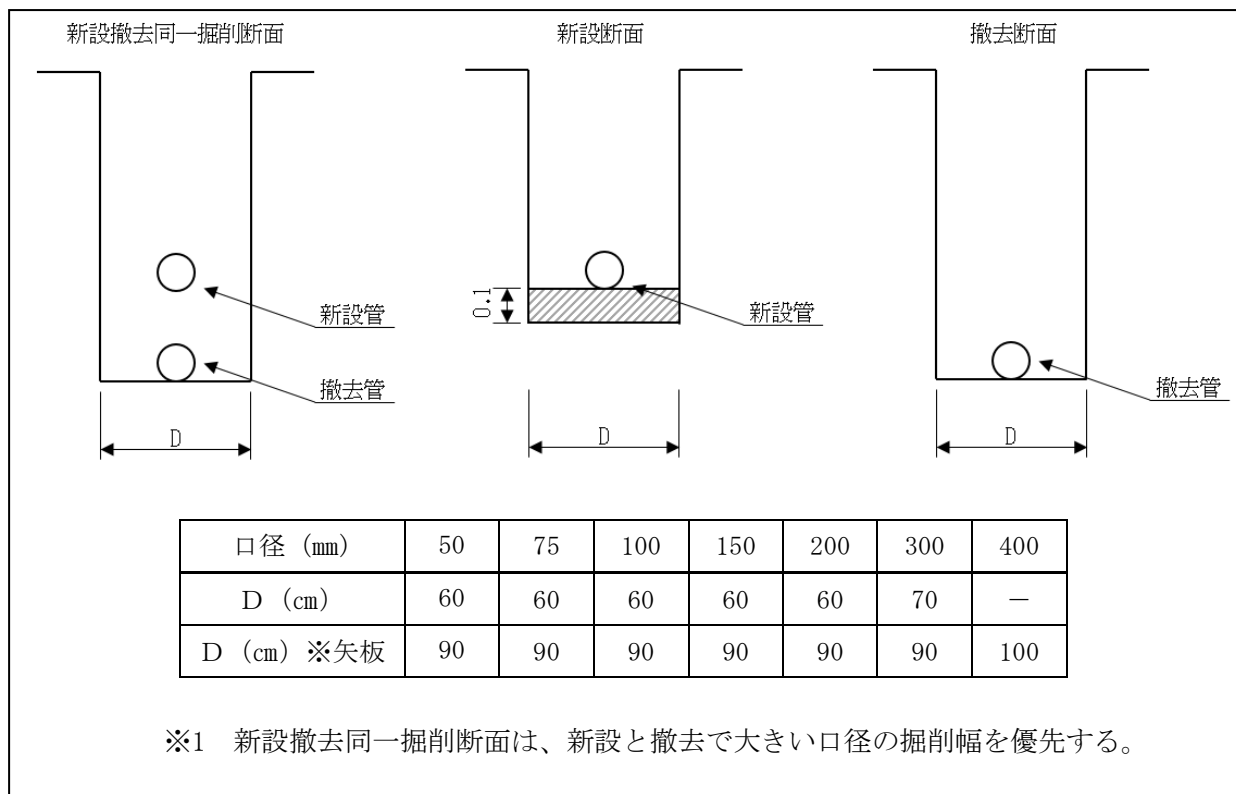 新設撤去同一掘削断面
新設断面
撤去断面
新設管
撤去管
D
0.1
新設管
D
撤去管
D
口径 (㎜) 50 75 100 150 200 300 400
D (㎝) 60 60 60 60 60 70 －
D (㎝) ※矢板 90 90 90 90 90 90 100
※1 新設撤去同一掘削断面は、新設と撤去で大きい口径の掘削幅を優先する。